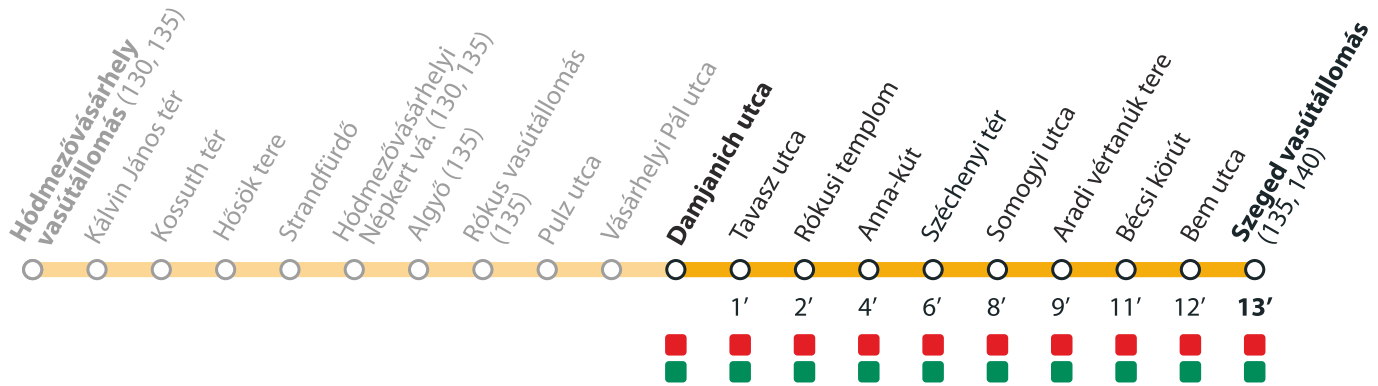 Hódmezővásárhely
vasútállomás (130, 135)
Kálvin János tér
Kossuth tér
Hősök tere
Strandfürdő
Hódmezővásárhelyi
Népkert vá. (130, 135)
Algyő (135)
Rókus vasútállomás
(135)
Pulz utca
Vásárhelyi Pál utca
Damjanich utca
Tavasz utca
Rókusi templom
Anna-kút
Széchenyi tér
Somogyi utca
Aradi vértanúk tere
Bécsi körút
Bem utca
Szeged vasútállomás
(135, 140)
1’ 2’ 4’ 6’ 8’ 9’ 11’ 12’ 13’